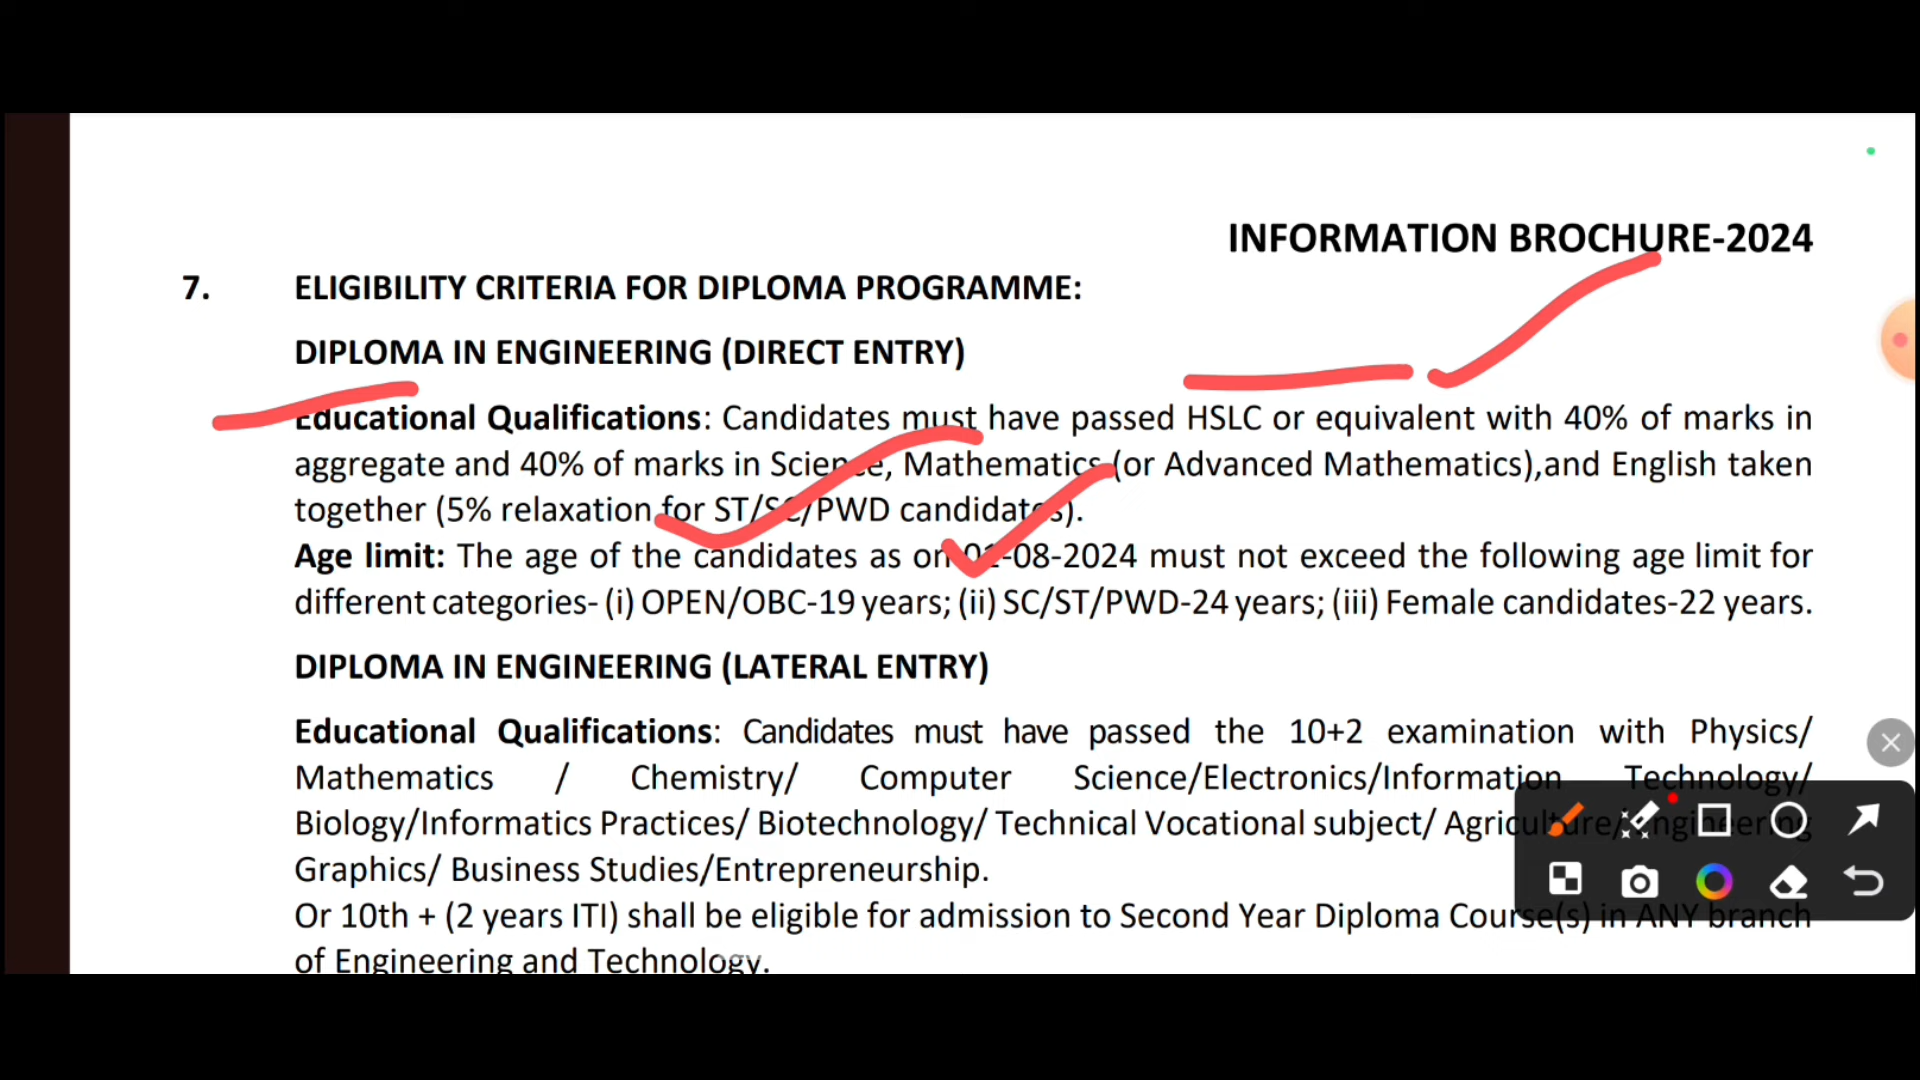 INFORMATION BROCHURE-2024
7. ELIGIBILITY CRITERIA FOR DIPLOMA PROGRAMME:
DIPLOMA IN ENGINEERING (DIRECT ENTRY)
Educational Qualifications: Candidates must have passed HSLC or equivalent with 40% of marks in
aggregate and 40% of marks in Science, Mathematics (or Advanced Mathematics),and English taken
together (5% relaxation for ST/SC/PWD candidates).
Age limit: The age of the candidates as on 01-08-2024 must not exceed the following age limit for
different categories- (i) OPEN/OBC-19 years; (ii) SC/ST/PWD-24 years; (iii) Female candidates-22 years.
DIPLOMA IN ENGINEERING (LATERAL ENTRY)
Educational Qualifications: Candidates must have passed the 10+2 examination with Physics/
Mathematics / Chemistry/ Computer Science/Electronics/Information Technology/
Biology/Informatics Practices/ Biotechnology/ Technical Vocational subject/ Agriculture/Engineering
Graphics/ Business Studies/Entrepreneurship.
Or 10th + (2 years ITI) shall be eligible for admission to Second Year Diploma Course(s) in ANY branch
of Engineering and Technology.